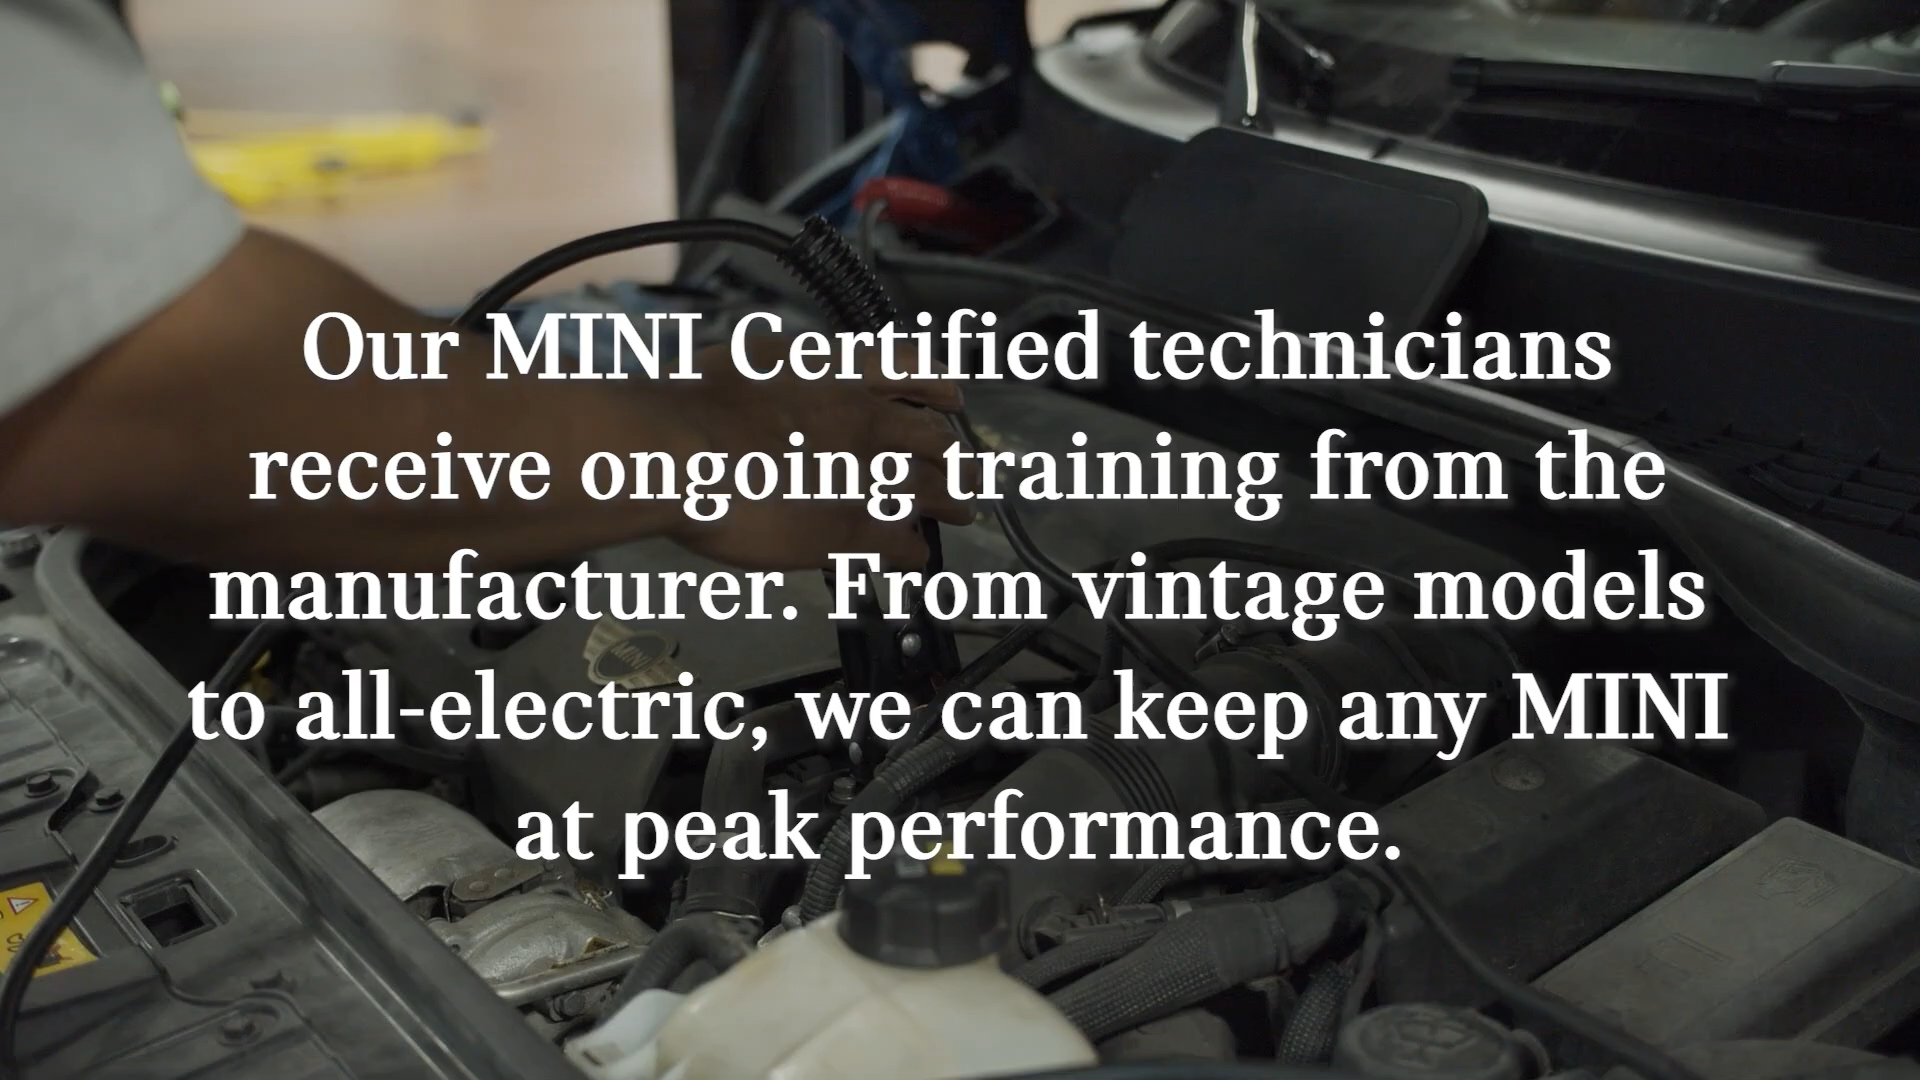 Our MINI Certified technicians
receive ongoing training from the
manufacturer. From vintage models
to all-electric, we can keep any MINI
at peak performance.
MINI